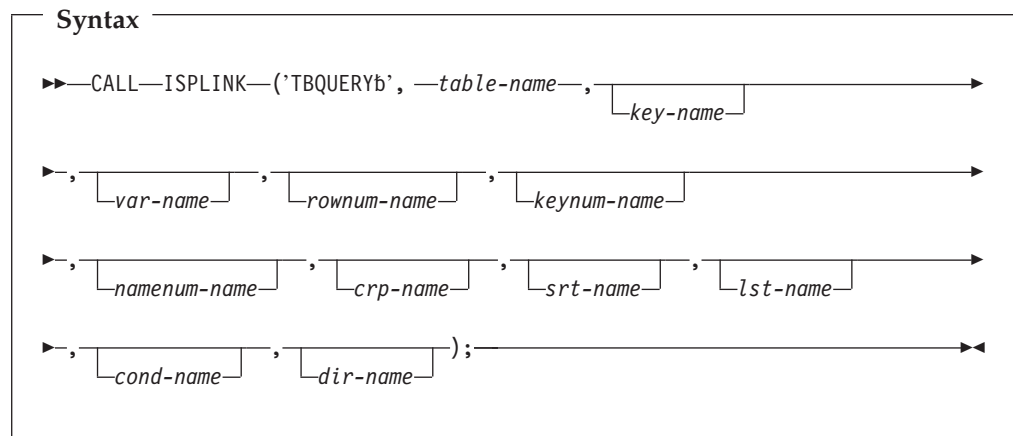 Syntax
CALL ISPLINK ('TBQUERYƀ', table-name ,
key-name
, , , 
var-name rownum-name keynum-name
, , , ,
namenum-name crp-name srt-name lst-name
, , );
cond-name dir-name